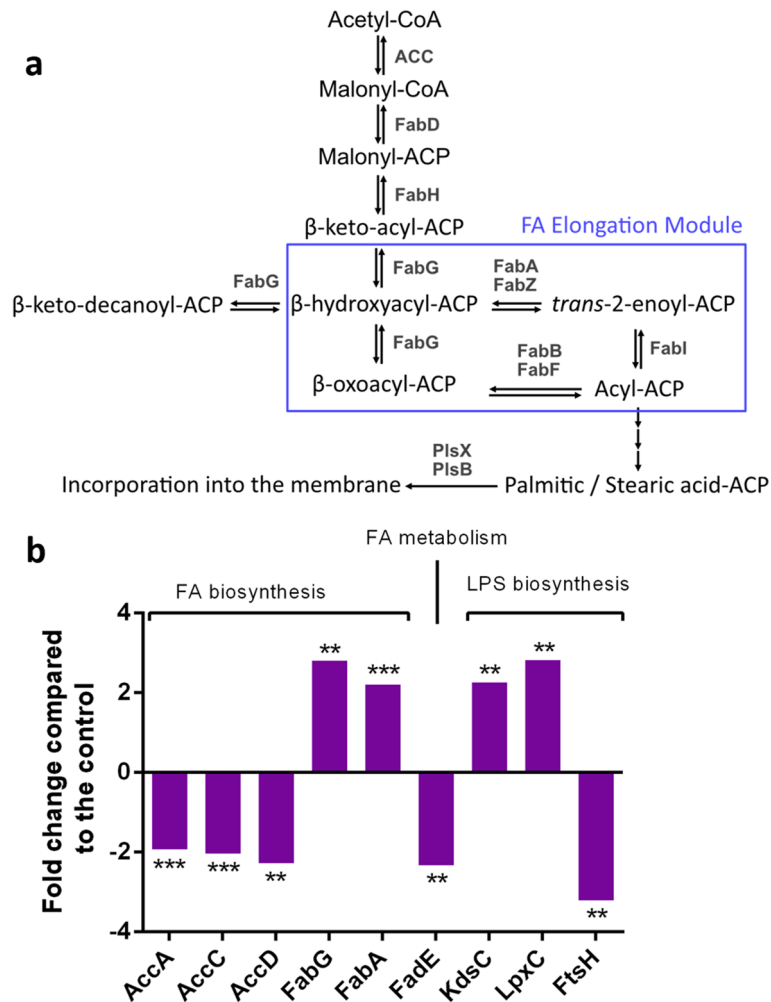 a
Acetyl-CoA
ACC
Malonyl-CoA
FabD
Malonyl-ACP
FabH
β-keto-acyl-ACP
FA Elongation Module
FabG
FabG
FabA
FabZ
β-keto-decanoyl-ACP
β-hydroxyacyl-ACP
trans-2-enoyl-ACP
FabG
FabB
FabF
FabI
β-oxoacyl-ACP
Acyl-ACP
PlsX
PlsB
Incorporation into the membrane
Palmitic / Stearic acid-ACP
b
FA metabolism
FA biosynthesis
LPS biosynthesis
Fold change compared
to the control
4
2
0
-2
-4
***
***
**
**
***
**
**
**
**
AccA
AccC
AccD
FabG
FabA
FadE
KdsC
LpxC
FtsH